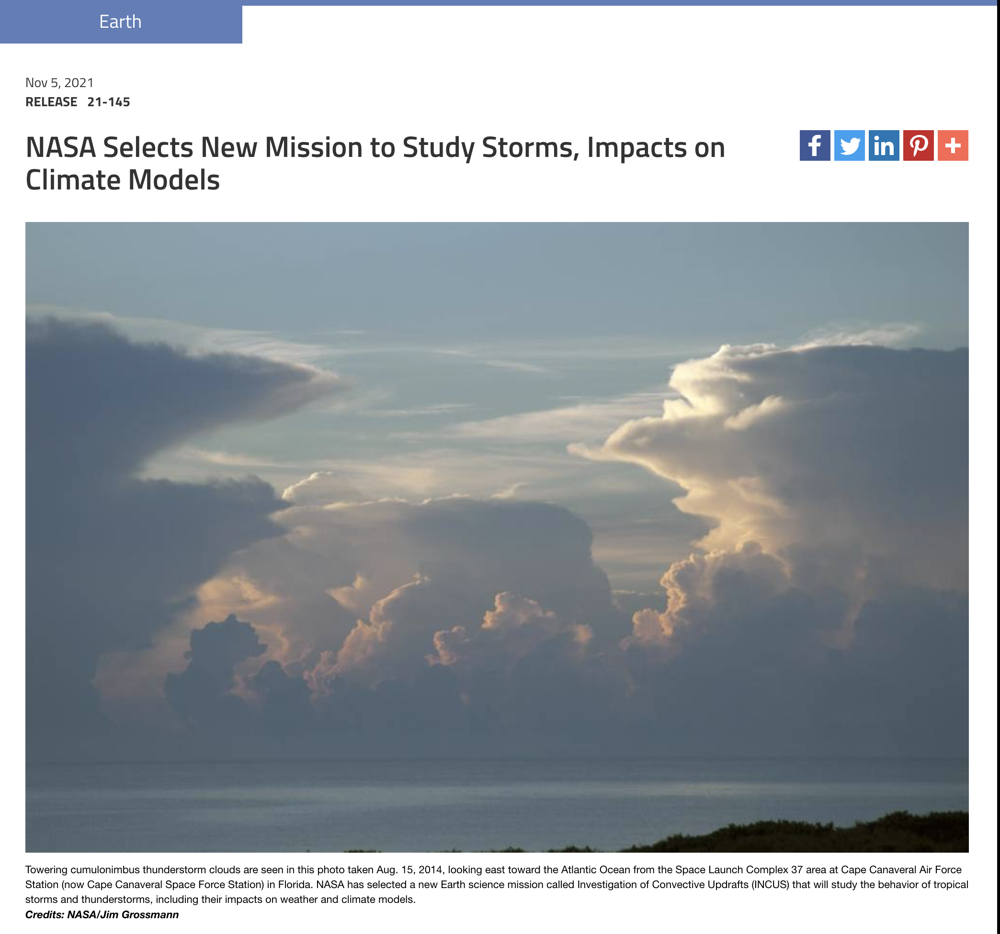 Earth
Nov 5, 2021
RELEASE 21-145
NASA Selects New Mission to Study Storms, Impacts on
Climate Models
Towering cumulonimbus thunderstorm clouds are seen in this photo taken Aug. 15, 2014, looking east toward the Atlantic Ocean from the Space Launch Complex 37 area at Cape Canaveral Air Force
Station (now Cape Canaveral Space Force Station) in Florida. NASA has selected a new Earth science mission called Investigation of Convective Updrafts (INCUS) that will study the behavior of tropical
storms and thunderstorms, including their impacts on weather and climate models.
Credits: NASA/Jim Grossmann